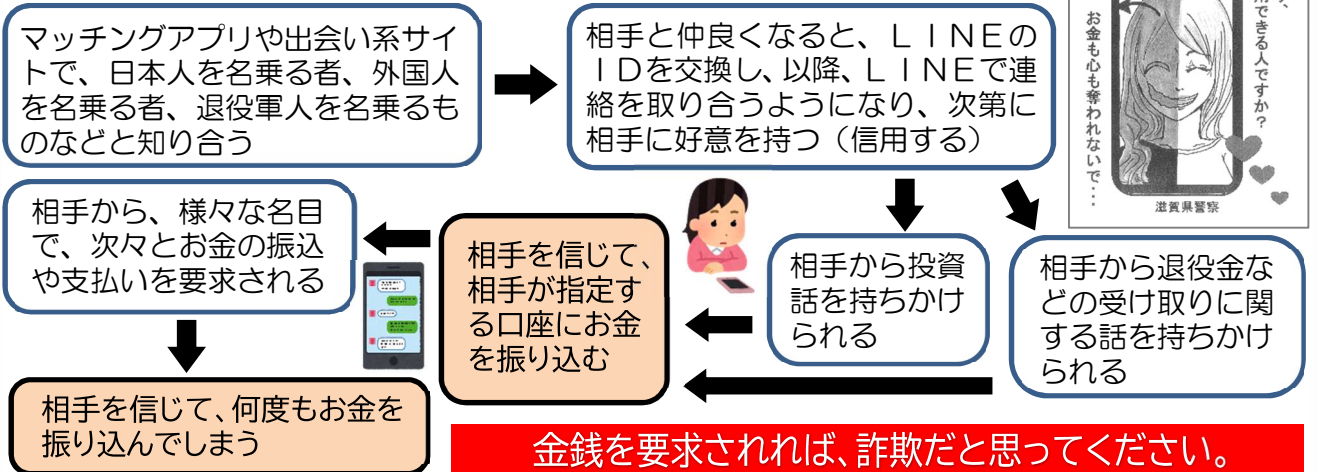 マッチングアプリや出会い系サイ
トで、日本人を名乗る者、外国人
を名乗る者、退役軍人を名乗るも
のなどと知り合う
相手と仲良くなると、ＬＩＮＥの
ＩＤを交換し、以降、ＬＩＮＥで連
絡を取り合うようになり、次第に
相手に好意を持つ（信用する）
用できる人ですか？
お金も心も奪われないで・・・
滋賀県警察
相手から投資
話を持ちかけ
られる
相手から退役金な
どの受け取りに関
する話を持ちかけ
られる
相手を信じて、
相手が指定す
る口座にお金
を振り込む
相手から、様々な名目
で、次々とお金の振込
や支払いを要求される
相手を信じて、何度もお金を
振り込んでしまう
金銭を要求されれば、詐欺だと思ってください。